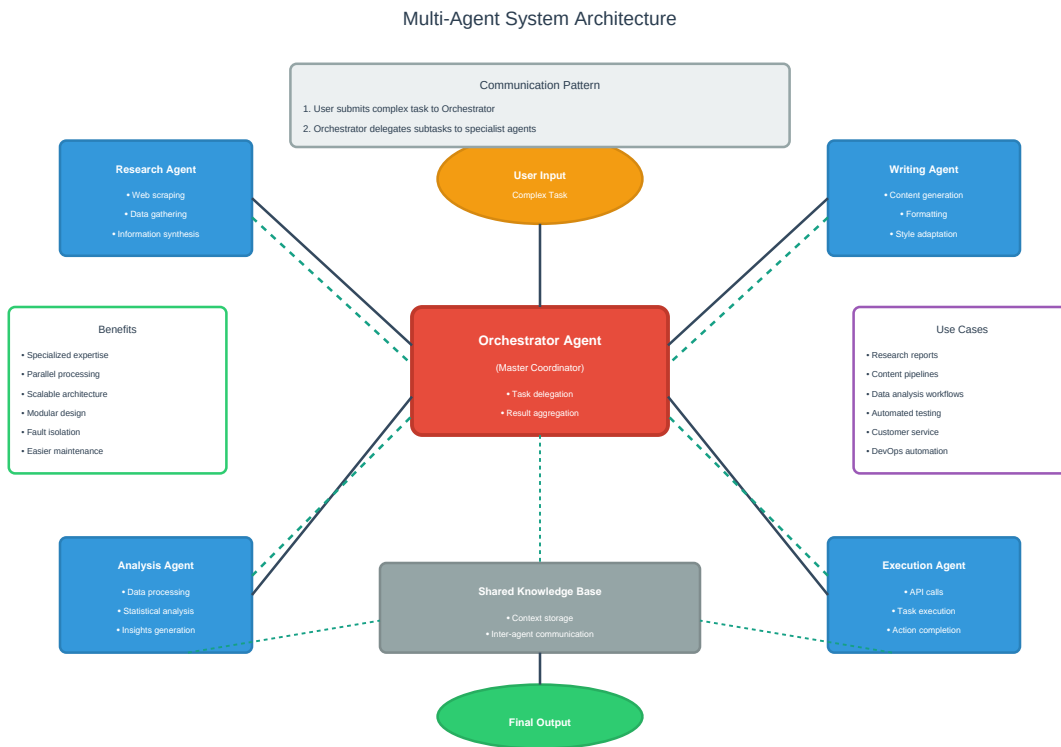 Multi-Agent System Architecture
Communication Pattern
1. User submits complex task to Orchestrator
2. Orchestrator delegates subtasks to specialist agents
Research Agent
• Web scraping
• Data gathering
• Information synthesis
User Input
Complex Task
Writing Agent
• Content generation
• Formatting
• Style adaptation
Benefits
• Specialized expertise
• Parallel processing
• Scalable architecture
• Modular design
• Fault isolation
• Easier maintenance
Orchestrator Agent
(Master Coordinator)
• Task delegation
• Result aggregation
Use Cases
• Research reports
• Content pipelines
• Data analysis workflows
• Automated testing
• Customer service
• DevOps automation
Analysis Agent
• Data processing
• Statistical analysis
• Insights generation
Shared Knowledge Base
• Context storage
• Inter-agent communication
Execution Agent
• API calls
• Task execution
• Action completion
Final Output